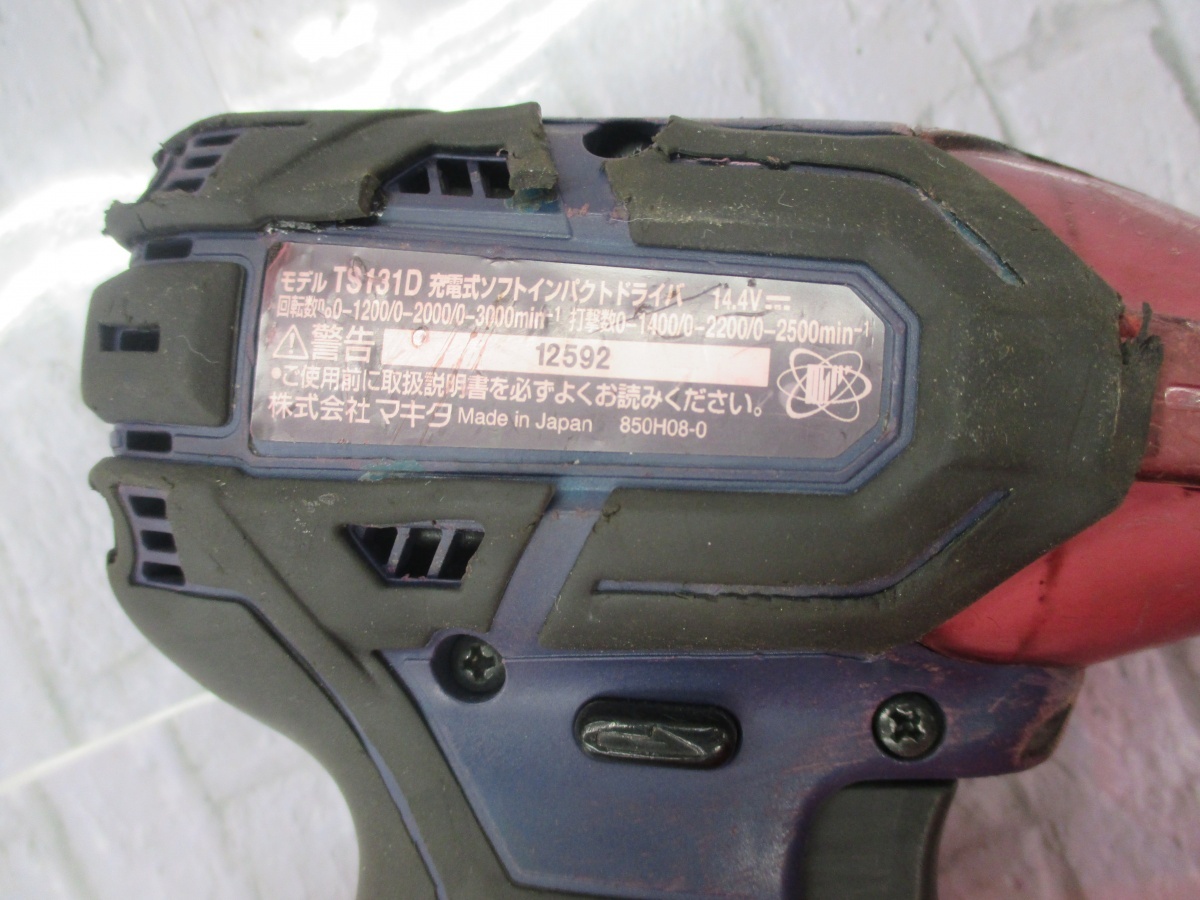 モデル TS131D 充電式ソフトインパクトドライバ 14.4V
回転数n₀0-1200/0-2000/0-3000min⁻¹ 打撃数0-1400/0-2200/0-2500min⁻¹
⚠警告 12592
•ご使用前に取扱説明書を必ずよくお読みください。
株式会社 マキタ Made in Japan 850H08-0